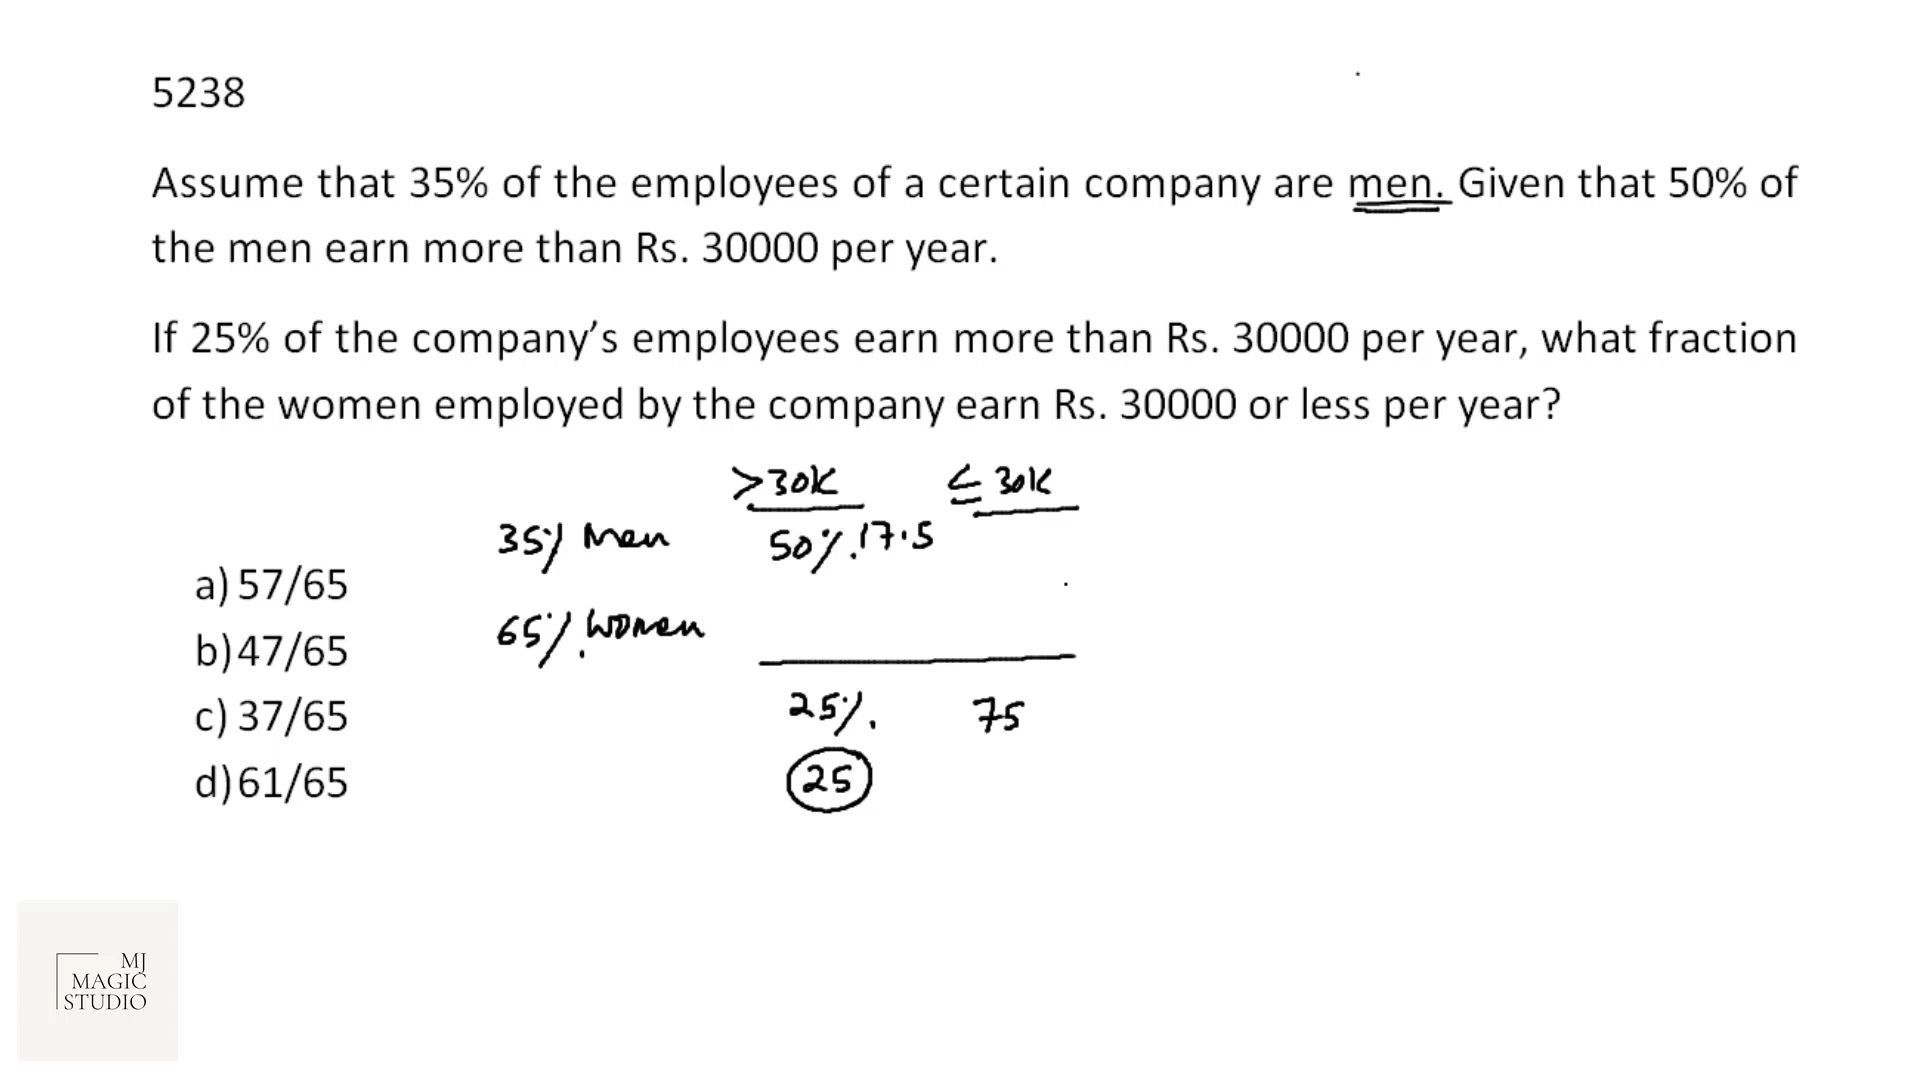 5238
Assume that 35% of the employees of a certain company are men. Given that 50% of
the men earn more than Rs. 30000 per year.
If 25% of the company’s employees earn more than Rs. 30000 per year, what fraction
of the women employed by the company earn Rs. 30000 or less per year?
>30K ≤ 30K
35% Men 50% 17.5
a) 57/65
65% Women
b) 47/65
25% 75
c) 37/65
d) 61/65
25
MJ
MAGIC
STUDIO